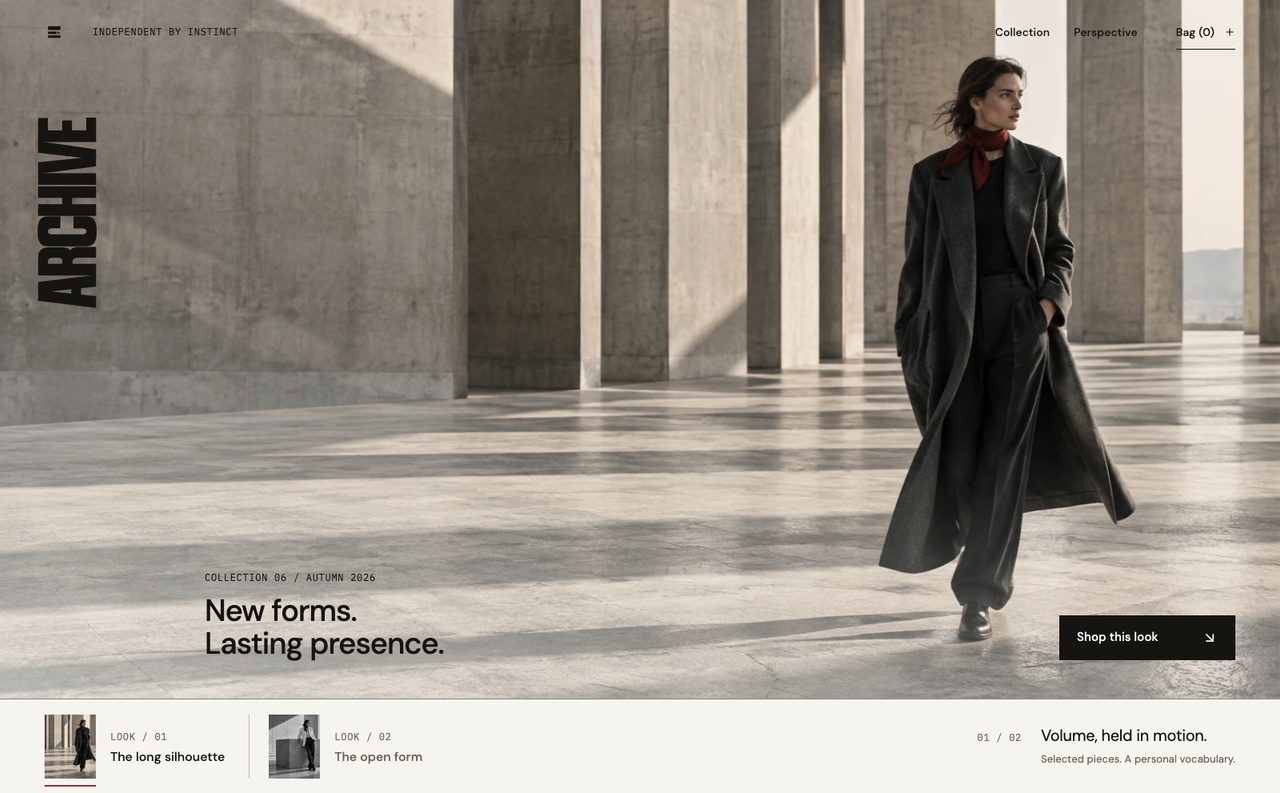 INDEPENDENT BY INSTINCT
Collection
Perspective
Bag (0) +
ARCHIVE
COLLECTION 06 / AUTUMN 2026
New forms.
Lasting presence.
Shop this look
LOOK / 01
The long silhouette
LOOK / 02
The open form
01 / 02
Volume, held in motion.
Selected pieces. A personal vocabulary.